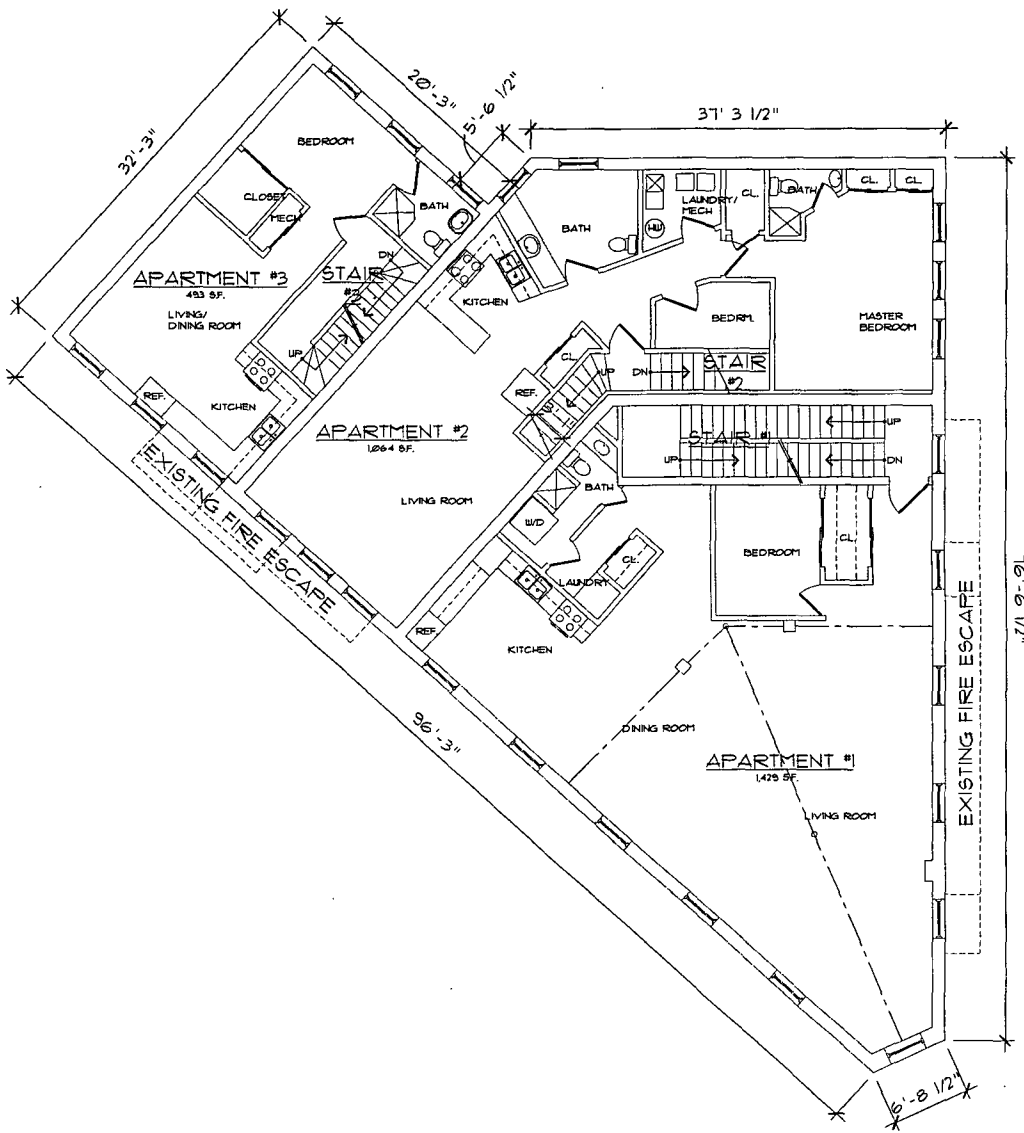 20'-3"
5'-6 1/2"
37' 3 1/2"
32'-3"
BEDROOM
CLOSET
MECH
BATH
DN
APARTMENT #3
493 S.F.
STAIR
LIVING/
DINING ROOM
UP
REF.
KITCHEN
BATH
LAUNDRY/
MECH
HW
CL.
BATH
CL.
CL.
KITCHEN
BEDRM.
MASTER
BEDROOM
CL.
REF.
UP
DN
STAIR
#2
APARTMENT #2
1,064 S.F.
LIVING ROOM
STAIR #1
UP
UP
DN
BATH
W/D
LAUNDRY
CL.
BEDROOM
CL.
REF.
KITCHEN
EXISTING FIRE ESCAPE
96'-3"
DINING ROOM
APARTMENT #1
1,429 S.F.
LIVING ROOM
EXISTING FIRE ESCAPE
6'-8 1/2"